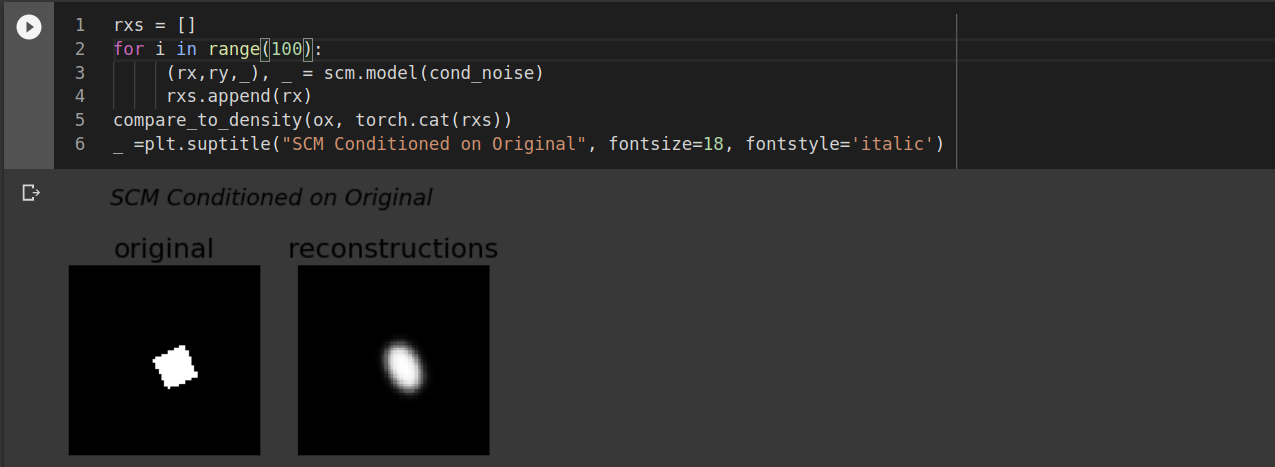 1 rxs = []
2 for i in range(100):
3 (rx,ry,_), _ = scm.model(cond_noise)
4 rxs.append(rx)
5 compare_to_density(ox, torch.cat(rxs))
6 _ =plt.suptitle("SCM Conditioned on Original", fontsize=18, fontstyle='italic')
SCM Conditioned on Original
original reconstructions